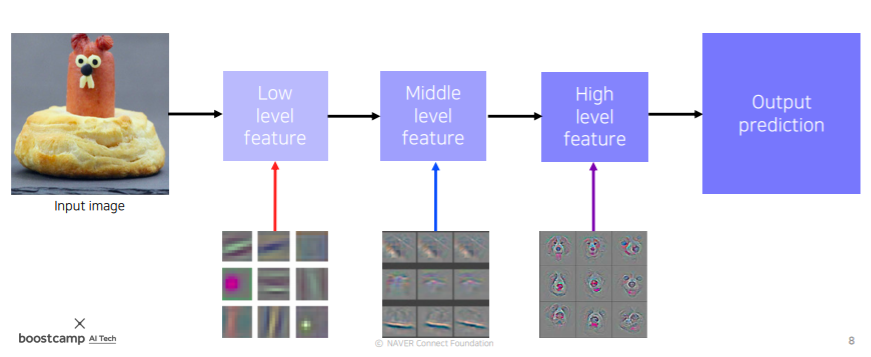 Low
level
feature
Middle
level
feature
High
level
feature
Output
prediction
Input image
boostcamp AI Tech
© NAVER Connect Foundation
8